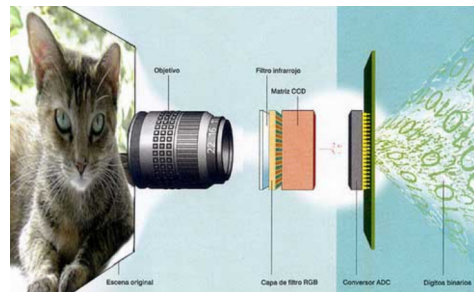 Objetivo
Filtro infrarrojo
Matriz CCD
Escena original
Capa de filtro RGB
Conversor ADC
Dígitos binarios